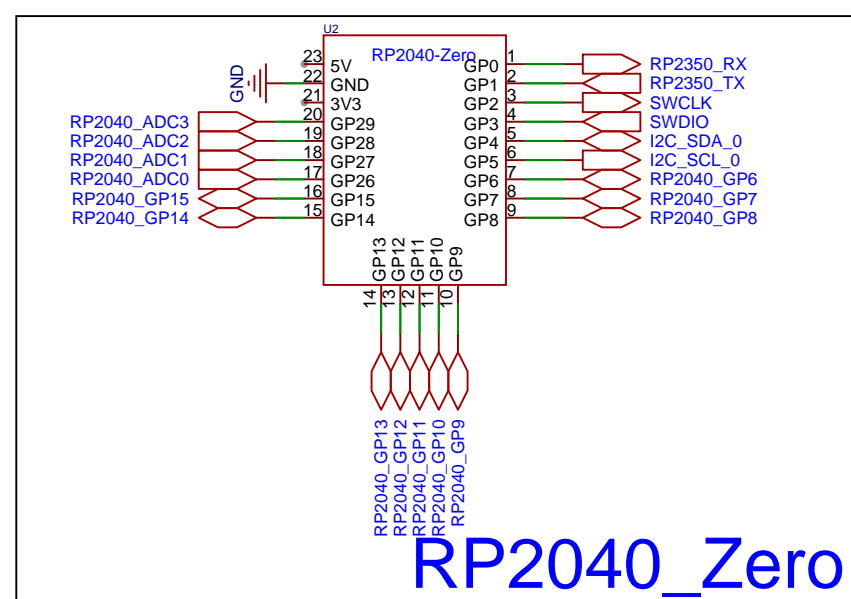 U2
RP2040-Zero
GND
23 5V
22 GND
21 3V3
RP2040_ADC3 20 GP29
RP2040_ADC2 19 GP28
RP2040_ADC1 18 GP27
RP2040_ADC0 17 GP26
RP2040_GP15 16 GP15
RP2040_GP14 15 GP14
GP0 1 RP2350_RX
GP1 2 RP2350_TX
GP2 3 SWCLK
GP3 4 SWDIO
GP4 5 I2C_SDA_0
GP5 6 I2C_SCL_0
GP6 7 RP2040_GP6
GP7 8 RP2040_GP7
GP8 9 RP2040_GP8
GP13 14 RP2040_GP13
GP12 13 RP2040_GP12
GP11 12 RP2040_GP11
GP10 11 RP2040_GP10
GP9 10 RP2040_GP9
RP2040_Zero